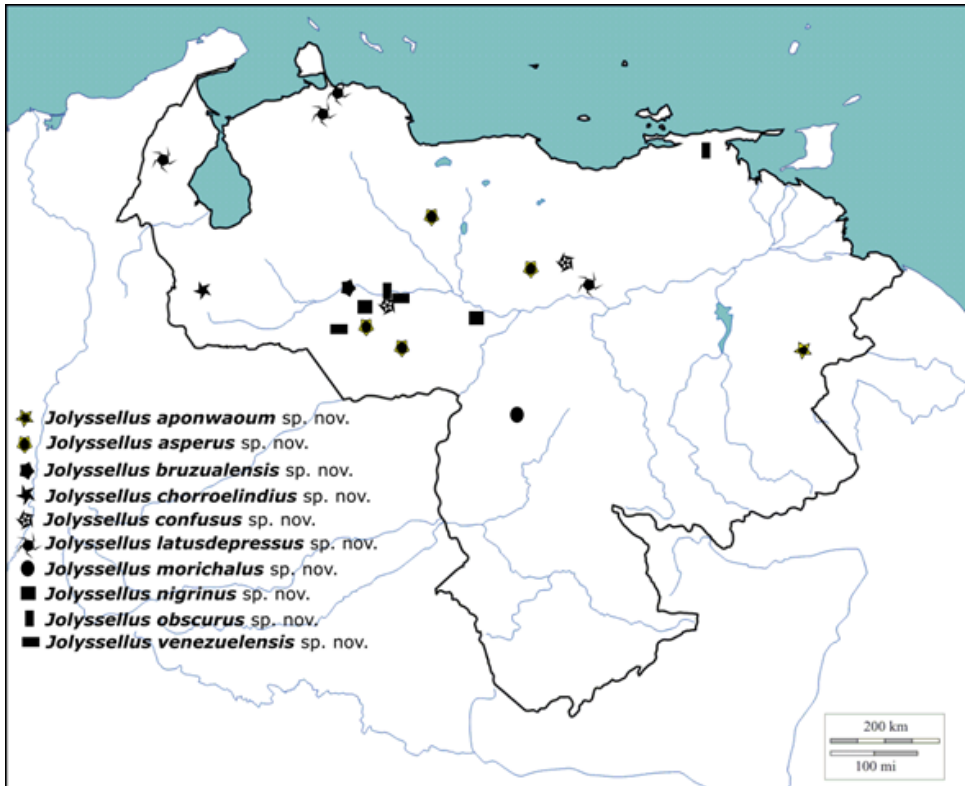 Jolyssellus aponwaoum sp. nov.
Jolyssellus asperus sp. nov.
Jolyssellus bruzualensis sp. nov.
Jolyssellus chorroelindius sp. nov.
Jolyssellus confusus sp. nov.
Jolyssellus latusdepressus sp. nov.
Jolyssellus morichalus sp. nov.
Jolyssellus nigrinus sp. nov.
Jolyssellus obscurus sp. nov.
Jolyssellus venezuelensis sp. nov.
200 km
100 mi